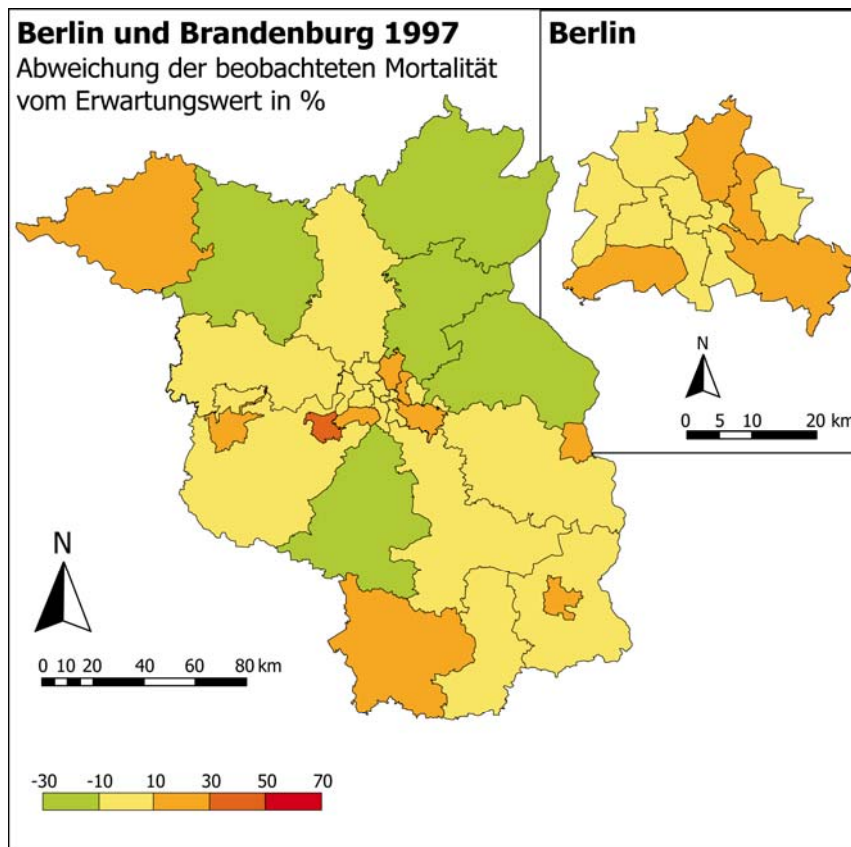 Berlin und Brandenburg 1997
Abweichung der beobachteten Mortalität
vom Erwartungswert in %
Berlin
N
0 5 10 20 km
N
0 10 20 40 60 80 km
-30 -10 10 30 50 70